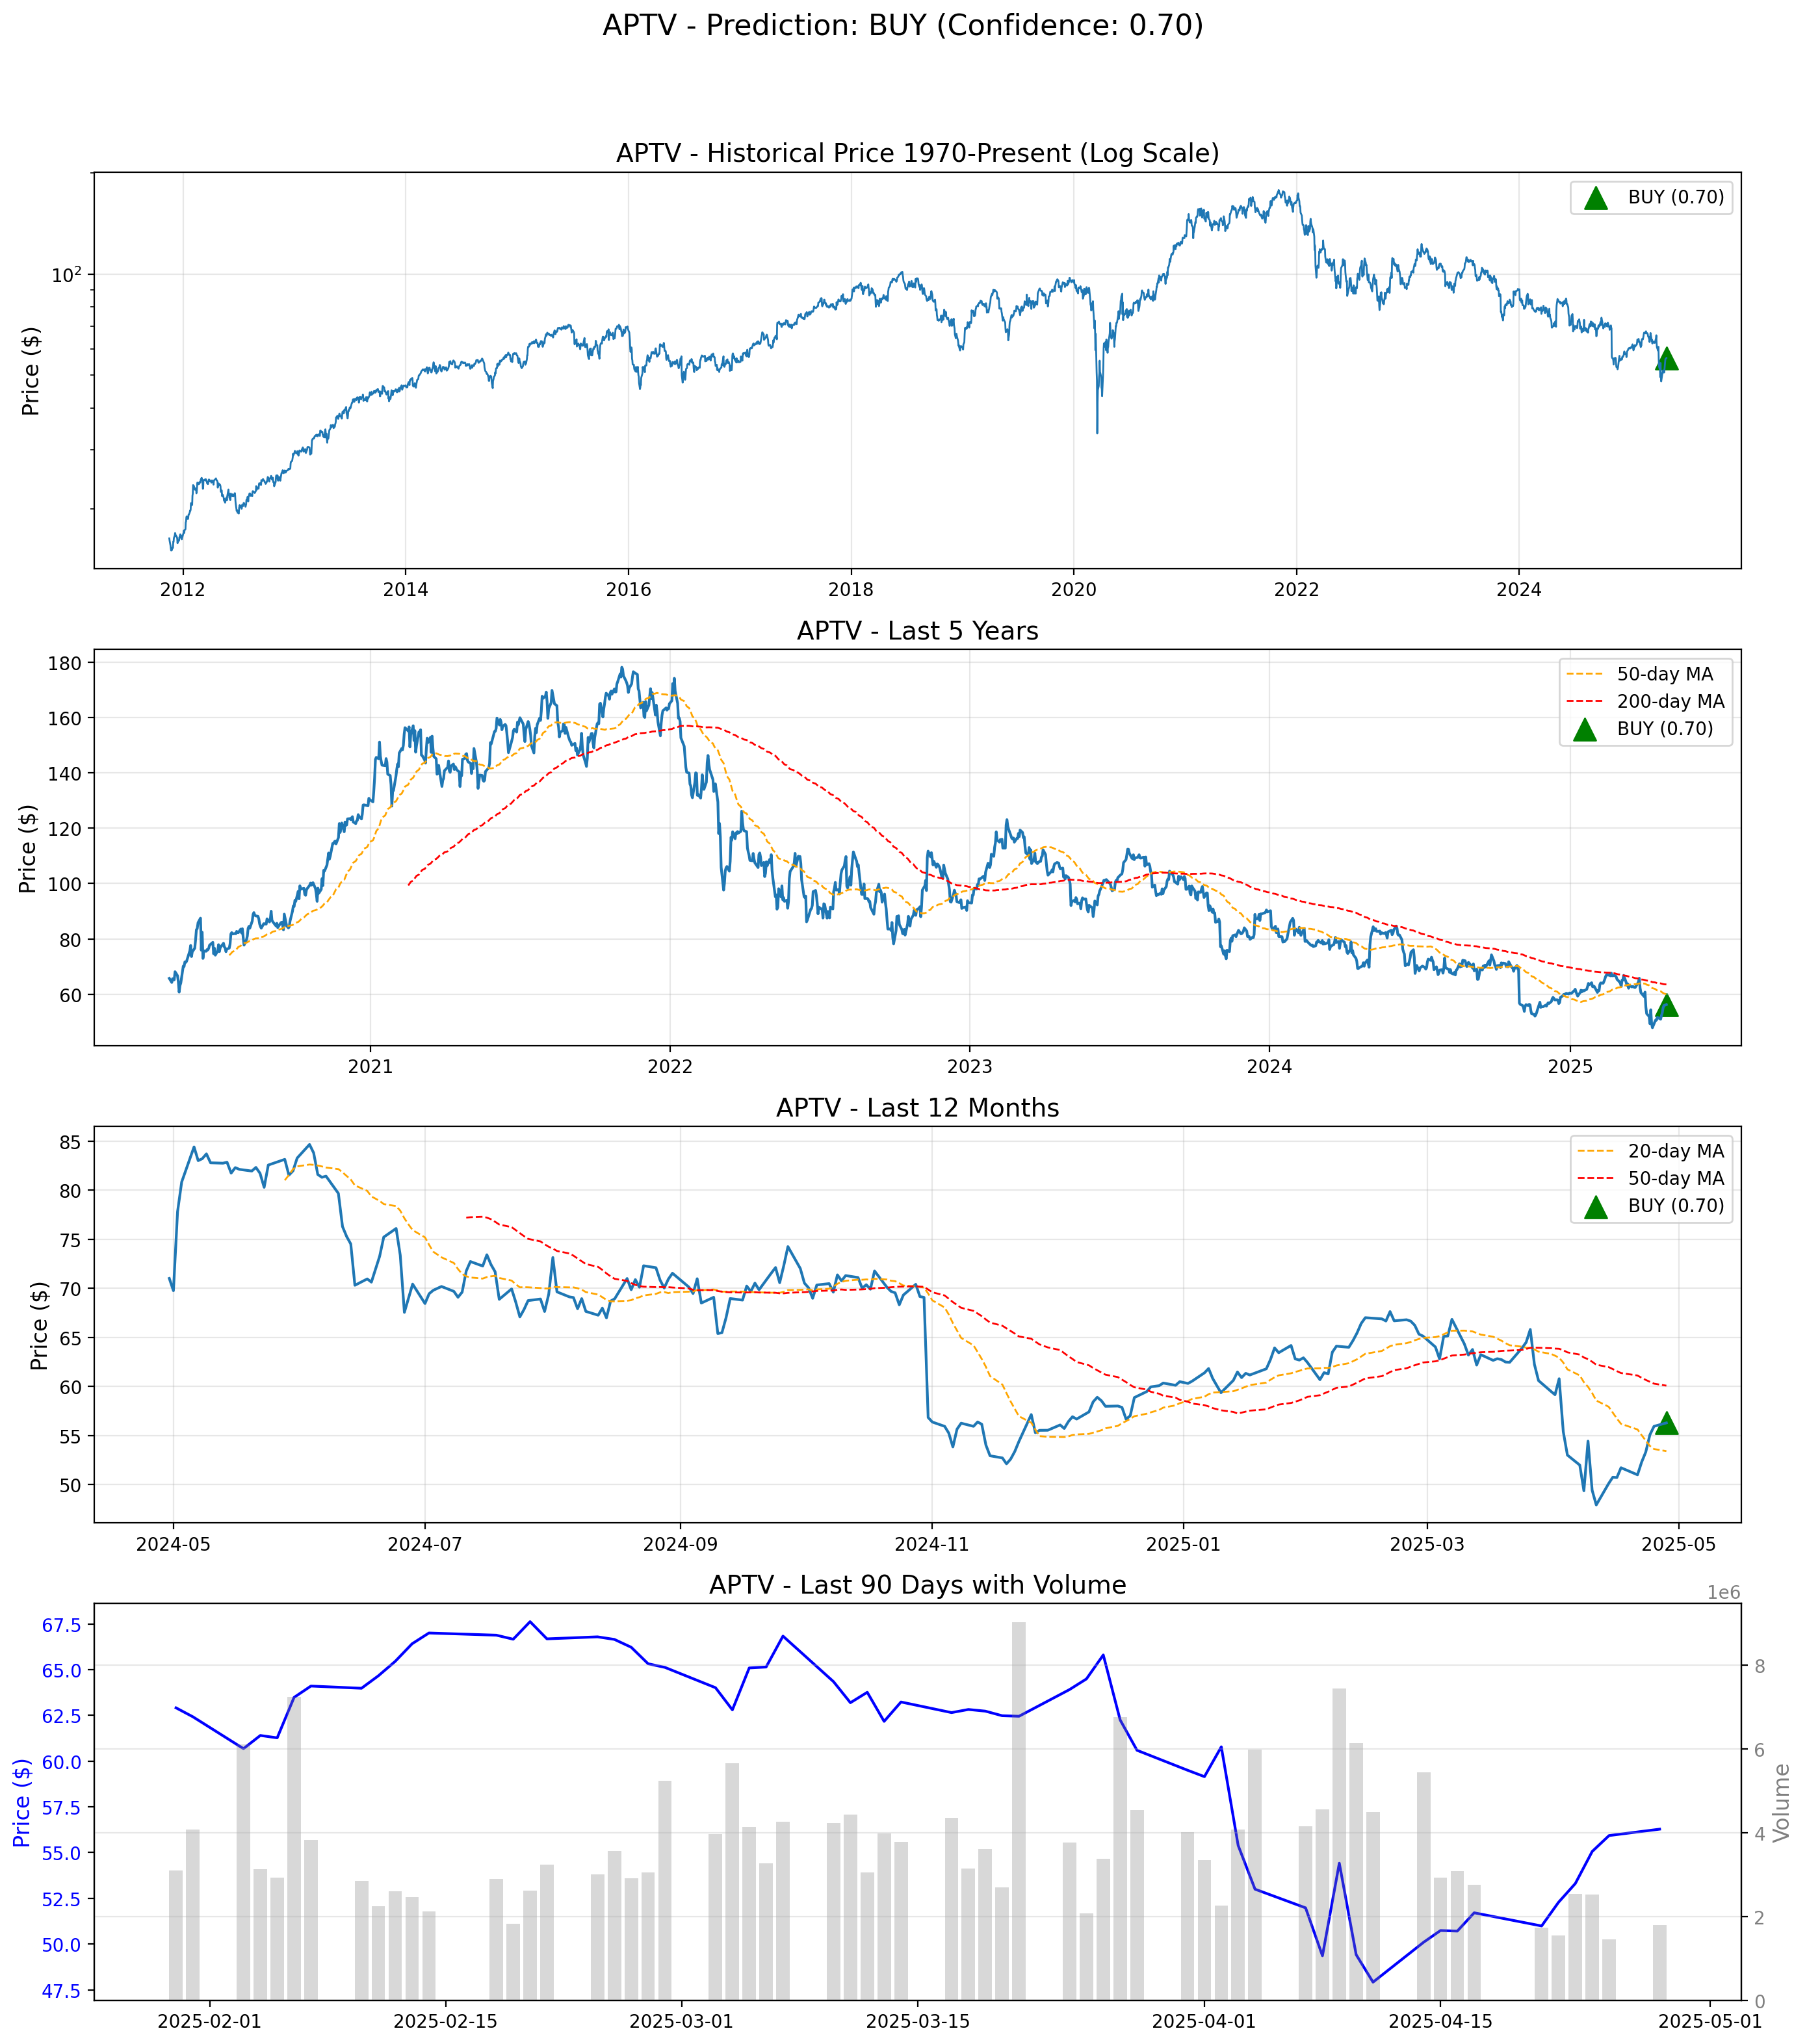 APTV - Prediction: BUY (Confidence: 0.70)
APTV - Historical Price 1970-Present (Log Scale)
Price ($)
10²
BUY (0.70)
2012 2014 2016 2018 2020 2022 2024
APTV - Last 5 Years
Price ($)
180
160
140
120
100
80
60
50-day MA
200-day MA
BUY (0.70)
2021 2022 2023 2024 2025
APTV - Last 12 Months
Price ($)
85
80
75
70
65
60
55
50
20-day MA
50-day MA
BUY (0.70)
2024-05 2024-07 2024-09 2024-11 2025-01 2025-03 2025-05
APTV - Last 90 Days with Volume
1e6
Price ($)
67.5
65.0
62.5
60.0
57.5
55.0
52.5
50.0
47.5
8
6
4
2
0
Volume
2025-02-01 2025-02-15 2025-03-01 2025-03-15 2025-04-01 2025-04-15 2025-05-01